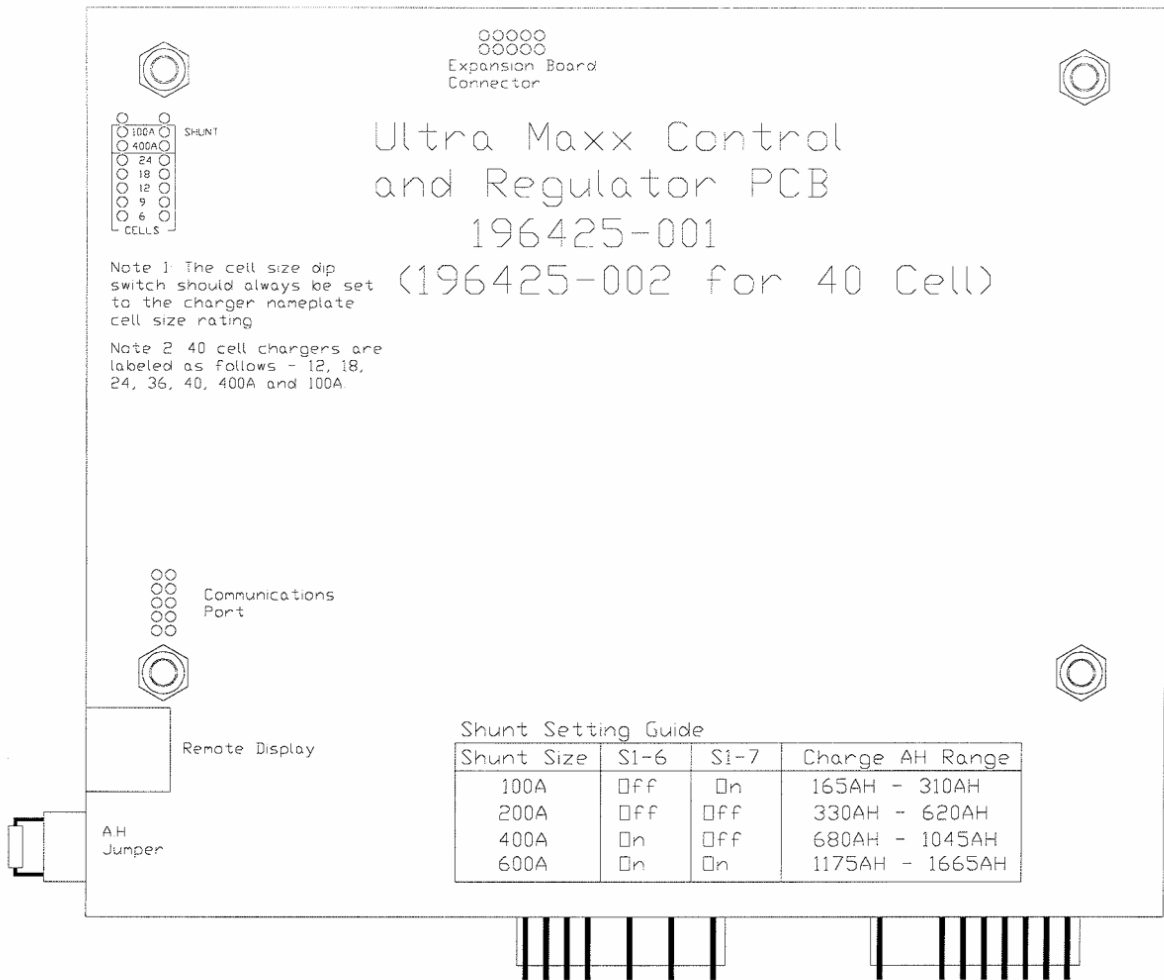 Expansion Board
Connector
100A
SHUNT
400A
24
18
12
9
6
CELLS
Ultra Maxx Control
and Regulator PCB
196425-001
(196425-002 for 40 Cell)
Note 1: The cell size dip
switch should always be set
to the charger nameplate
cell size rating
Note 2 40 cell chargers are
labeled as follows - 12, 18,
24, 36, 40, 400A and 100A.
Communications
Port
Remote Display
A.H
Jumper
Shunt Setting Guide
Shunt Size S1-6 S1-7 Charge AH Range
100A Off On 165AH - 310AH
200A Off Off 330AH - 620AH
400A On Off 680AH - 1045AH
600A On On 1175AH - 1665AH